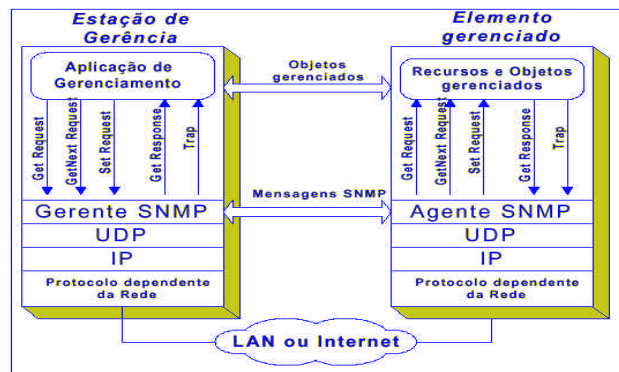 Estação de
Gerência
Aplicação de
Gerenciamento
Get Request
GetNext Request
Set Request
Get Response
Trap
Gerente SNMP
UDP
IP
Protocolo dependente
da Rede
Objetos
gerenciados
Mensagens SNMP
Elemento
gerenciado
Recursos e Objetos
gerenciados
Get Request
GetNext Request
Set Request
Get Response
Trap
Agente SNMP
UDP
IP
Protocolo dependente
da Rede
LAN ou Internet